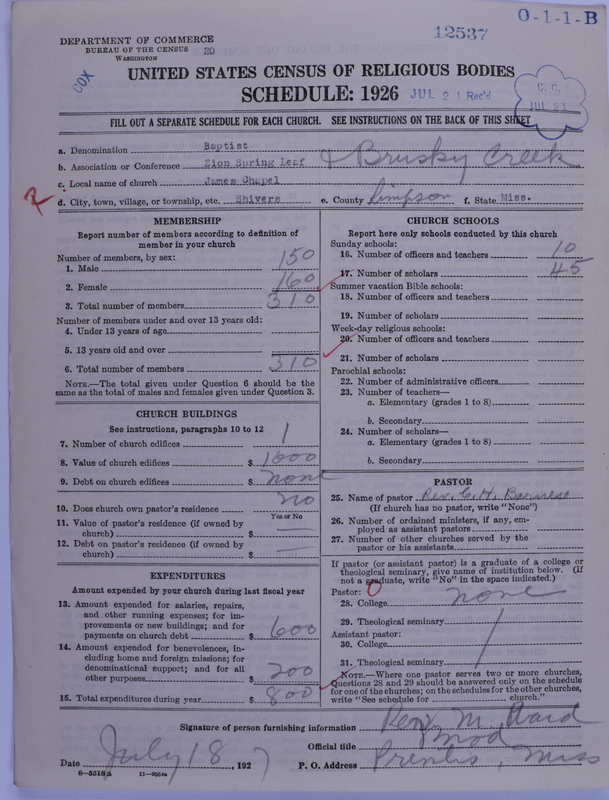 O-1-1-B
DEPARTMENT OF COMMERCE
BUREAU OF THE CENSUS 20
WASHINGTON
12537
COX
UNITED STATES CENSUS OF RELIGIOUS BODIES
SCHEDULE: 1926 JUL 21 Rec'd
JUL 21
FILL OUT A SEPARATE SCHEDULE FOR EACH CHURCH. SEE INSTRUCTIONS ON THE BACK OF THIS SHEET
a. Denomination Baptist
b. Association or Conference Zion Spring Leaf & Brusky Creek
c. Local name of church James Chapel
d. City, town, village, or township, etc. Shivers e. County Simpson f. State Miss.
MEMBERSHIP
Report number of members according to definition of
member in your church
Number of members, by sex:
1. Male 150
2. Female 160
3. Total number of members 310
Number of members under and over 13 years old:
4. Under 13 years of age
5. 13 years old and over
6. Total number of members 310
NOTE.—The total given under Question 6 should be the
same as the total of males and females given under Question 3.
CHURCH BUILDINGS
See instructions, paragraphs 10 to 12
7. Number of church edifices 1
8. Value of church edifices $ 1000
9. Debt on church edifices $ none
10. Does church own pastor's residence no
Yes or No
11. Value of pastor's residence (if owned by
church) $ —
12. Debt on pastor's residence (if owned by
church) $ —
EXPENDITURES
Amount expended by your church during last fiscal year
13. Amount expended for salaries, repairs,
and other running expenses; for im-
provements or new buildings; and for
payments on church debt $ 600
14. Amount expended for benevolences, in-
cluding home and foreign missions; for
denominational support; and for all
other purposes $ 200
15. Total expenditures during year $ 800
CHURCH SCHOOLS
Report here only schools conducted by this church
Sunday schools:
16. Number of officers and teachers 10
17. Number of scholars 45
Summer vacation Bible schools:
18. Number of officers and teachers
19. Number of scholars
Week-day religious schools:
20. Number of officers and teachers
21. Number of scholars
Parochial schools:
22. Number of administrative officers
23. Number of teachers—
a. Elementary (grades 1 to 8)
b. Secondary
24. Number of scholars—
a. Elementary (grades 1 to 8)
b. Secondary
PASTOR
25. Name of pastor Rev. C. H. Barnese
(If church has no pastor, write "None")
26. Number of ordained ministers, if any, em-
ployed as assistant pastors
27. Number of other churches served by the
pastor or his assistants
If pastor (or assistant pastor) is a graduate of a college or
theological seminary, give name of institution below. (If
not a graduate, write "No" in the space indicated.)
Pastor: 0
28. College none
29. Theological seminary
Assistant pastor:
30. College
31. Theological seminary
NOTE.—Where one pastor serves two or more churches,
Questions 28 and 29 should be answered only on the schedule
for one of the churches; on the schedules for the other churches,
write "See schedule for church."
Signature of person furnishing information Rev. M. Haid
Official title Mod
Date July 18, 1927 P. O. Address Prentis, Miss
8-5518a 11-9054a